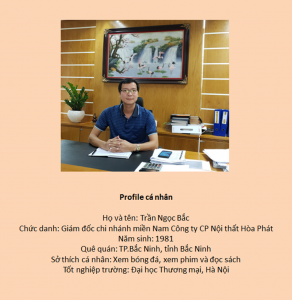 Profile cá nhân
Họ và tên: Trần Ngọc Bắc
Chức danh: Giám đốc chi nhánh miền Nam Công ty CP Nội thất Hòa Phát
Năm sinh: 1981
Quê quán: TP.Bắc Ninh, tỉnh Bắc Ninh
Sở thích cá nhân: Xem bóng đá, xem phim và đọc sách
Tốt nghiệp trường: Đại học Thương mại, Hà Nội